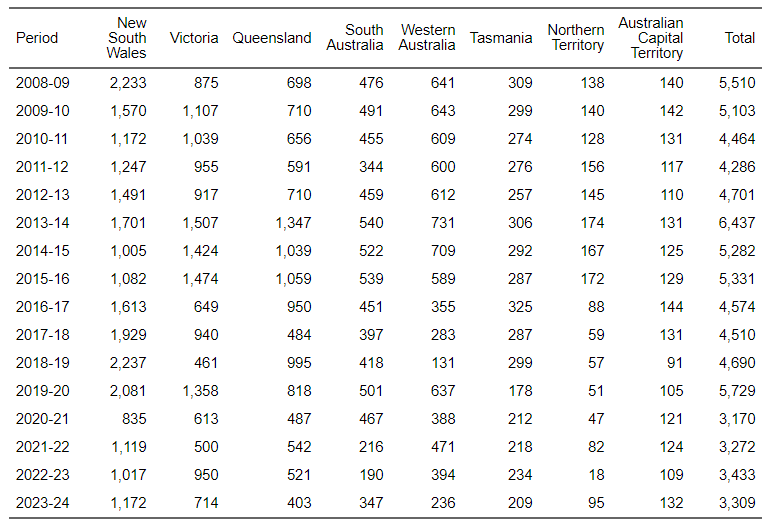 Period New South Wales Victoria Queensland South Australia Western Australia Tasmania Northern Territory Australian Capital Territory Total
2008-09 2,233 875 698 476 641 309 138 140 5,510
2009-10 1,570 1,107 710 491 643 299 140 142 5,103
2010-11 1,172 1,039 656 455 609 274 128 131 4,464
2011-12 1,247 955 591 344 600 276 156 117 4,286
2012-13 1,491 917 710 459 612 257 145 110 4,701
2013-14 1,701 1,507 1,347 540 731 306 174 131 6,437
2014-15 1,005 1,424 1,039 522 709 292 167 125 5,282
2015-16 1,082 1,474 1,059 539 589 287 172 129 5,331
2016-17 1,613 649 950 451 355 325 88 144 4,574
2017-18 1,929 940 484 397 283 287 59 131 4,510
2018-19 2,237 461 995 418 131 299 57 91 4,690
2019-20 2,081 1,358 818 501 637 178 51 105 5,729
2020-21 835 613 487 467 388 212 47 121 3,170
2021-22 1,119 500 542 216 471 218 82 124 3,272
2022-23 1,017 950 521 190 394 234 18 109 3,433
2023-24 1,172 714 403 347 236 209 95 132 3,309